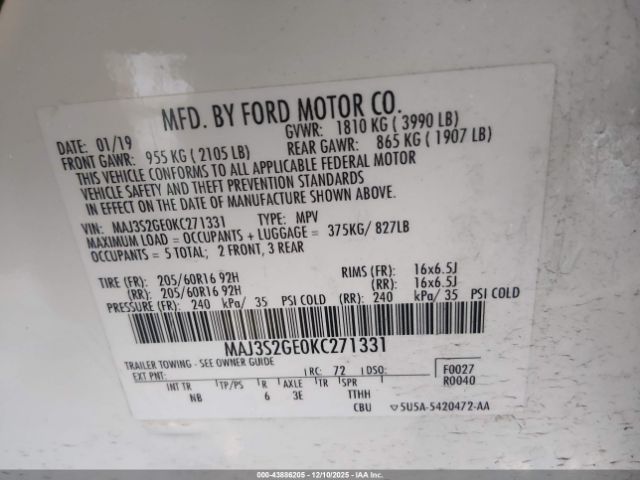 MFD. BY FORD MOTOR CO.
DATE: 01/19 GVWR: 1810 KG ( 3990 LB)
FRONT GAWR: 955 KG ( 2105 LB) REAR GAWR: 865 KG ( 1907 LB)
THIS VEHICLE CONFORMS TO ALL APPLICABLE FEDERAL MOTOR
VEHICLE SAFETY AND THEFT PREVENTION STANDARDS
IN EFFECT ON THE DATE OF MANUFACTURE SHOWN ABOVE.
VIN: MAJ3S2GE0KC271331 TYPE: MPV
MAXIMUM LOAD = OCCUPANTS + LUGGAGE = 375KG/ 827LB
OCCUPANTS = 5 TOTAL; 2 FRONT, 3 REAR
TIRE (FR): 205/60R16 92H RIMS (FR): 16x6.5J
(RR): 205/60R16 92H (RR): 16x6.5J
PRESSURE (FR): 240 kPa/ 35 PSI COLD (RR): 240 kPa/ 35 PSI COLD
MAJ3S2GE0KC271331
TRAILER TOWING - SEE OWNER GUIDE
EXT PNT: RC: 72 DSO: F0027
R0040
INT TR TP/PS R AXLE TR SPR
NB 6 3E TTHH
CBU 5U5A-5420472-AA
000-43886205 - 12/10/2025 - IAAI.COM